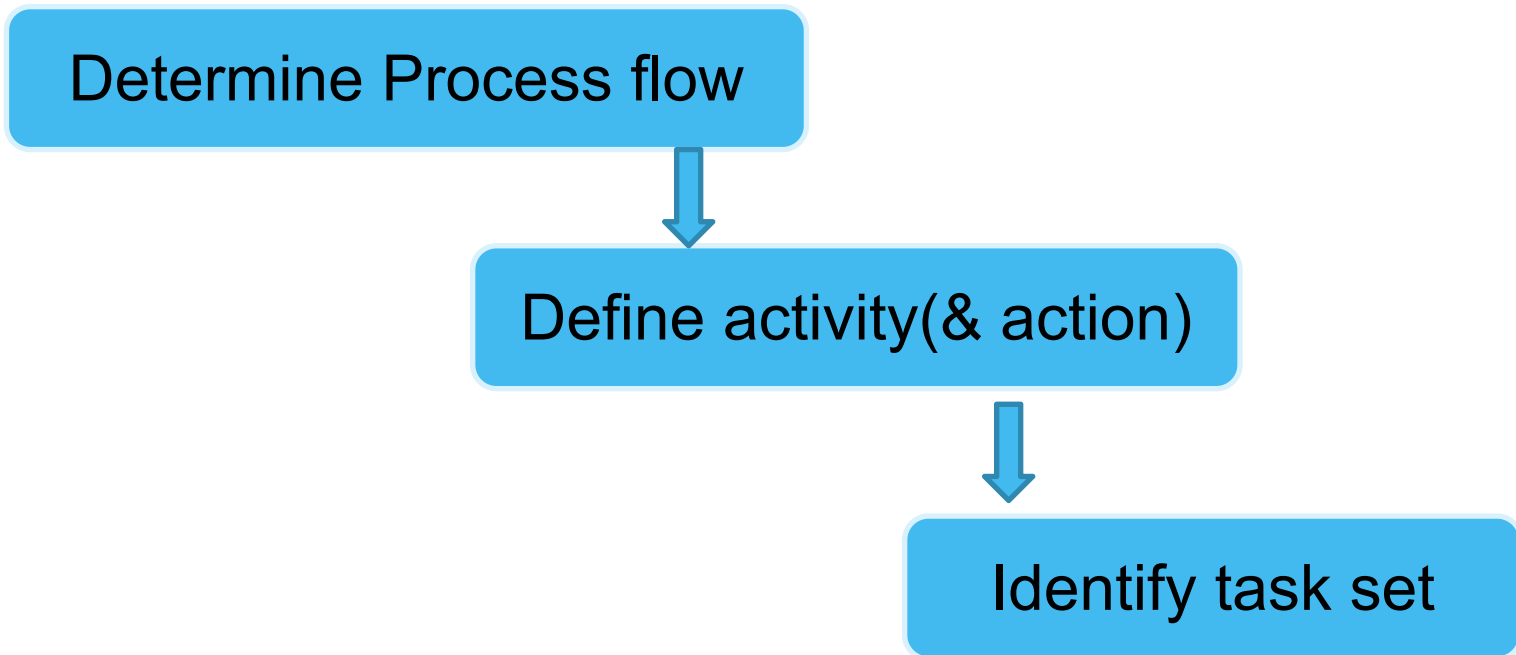 Determine Process flow
Define activity(& action)
Identify task set